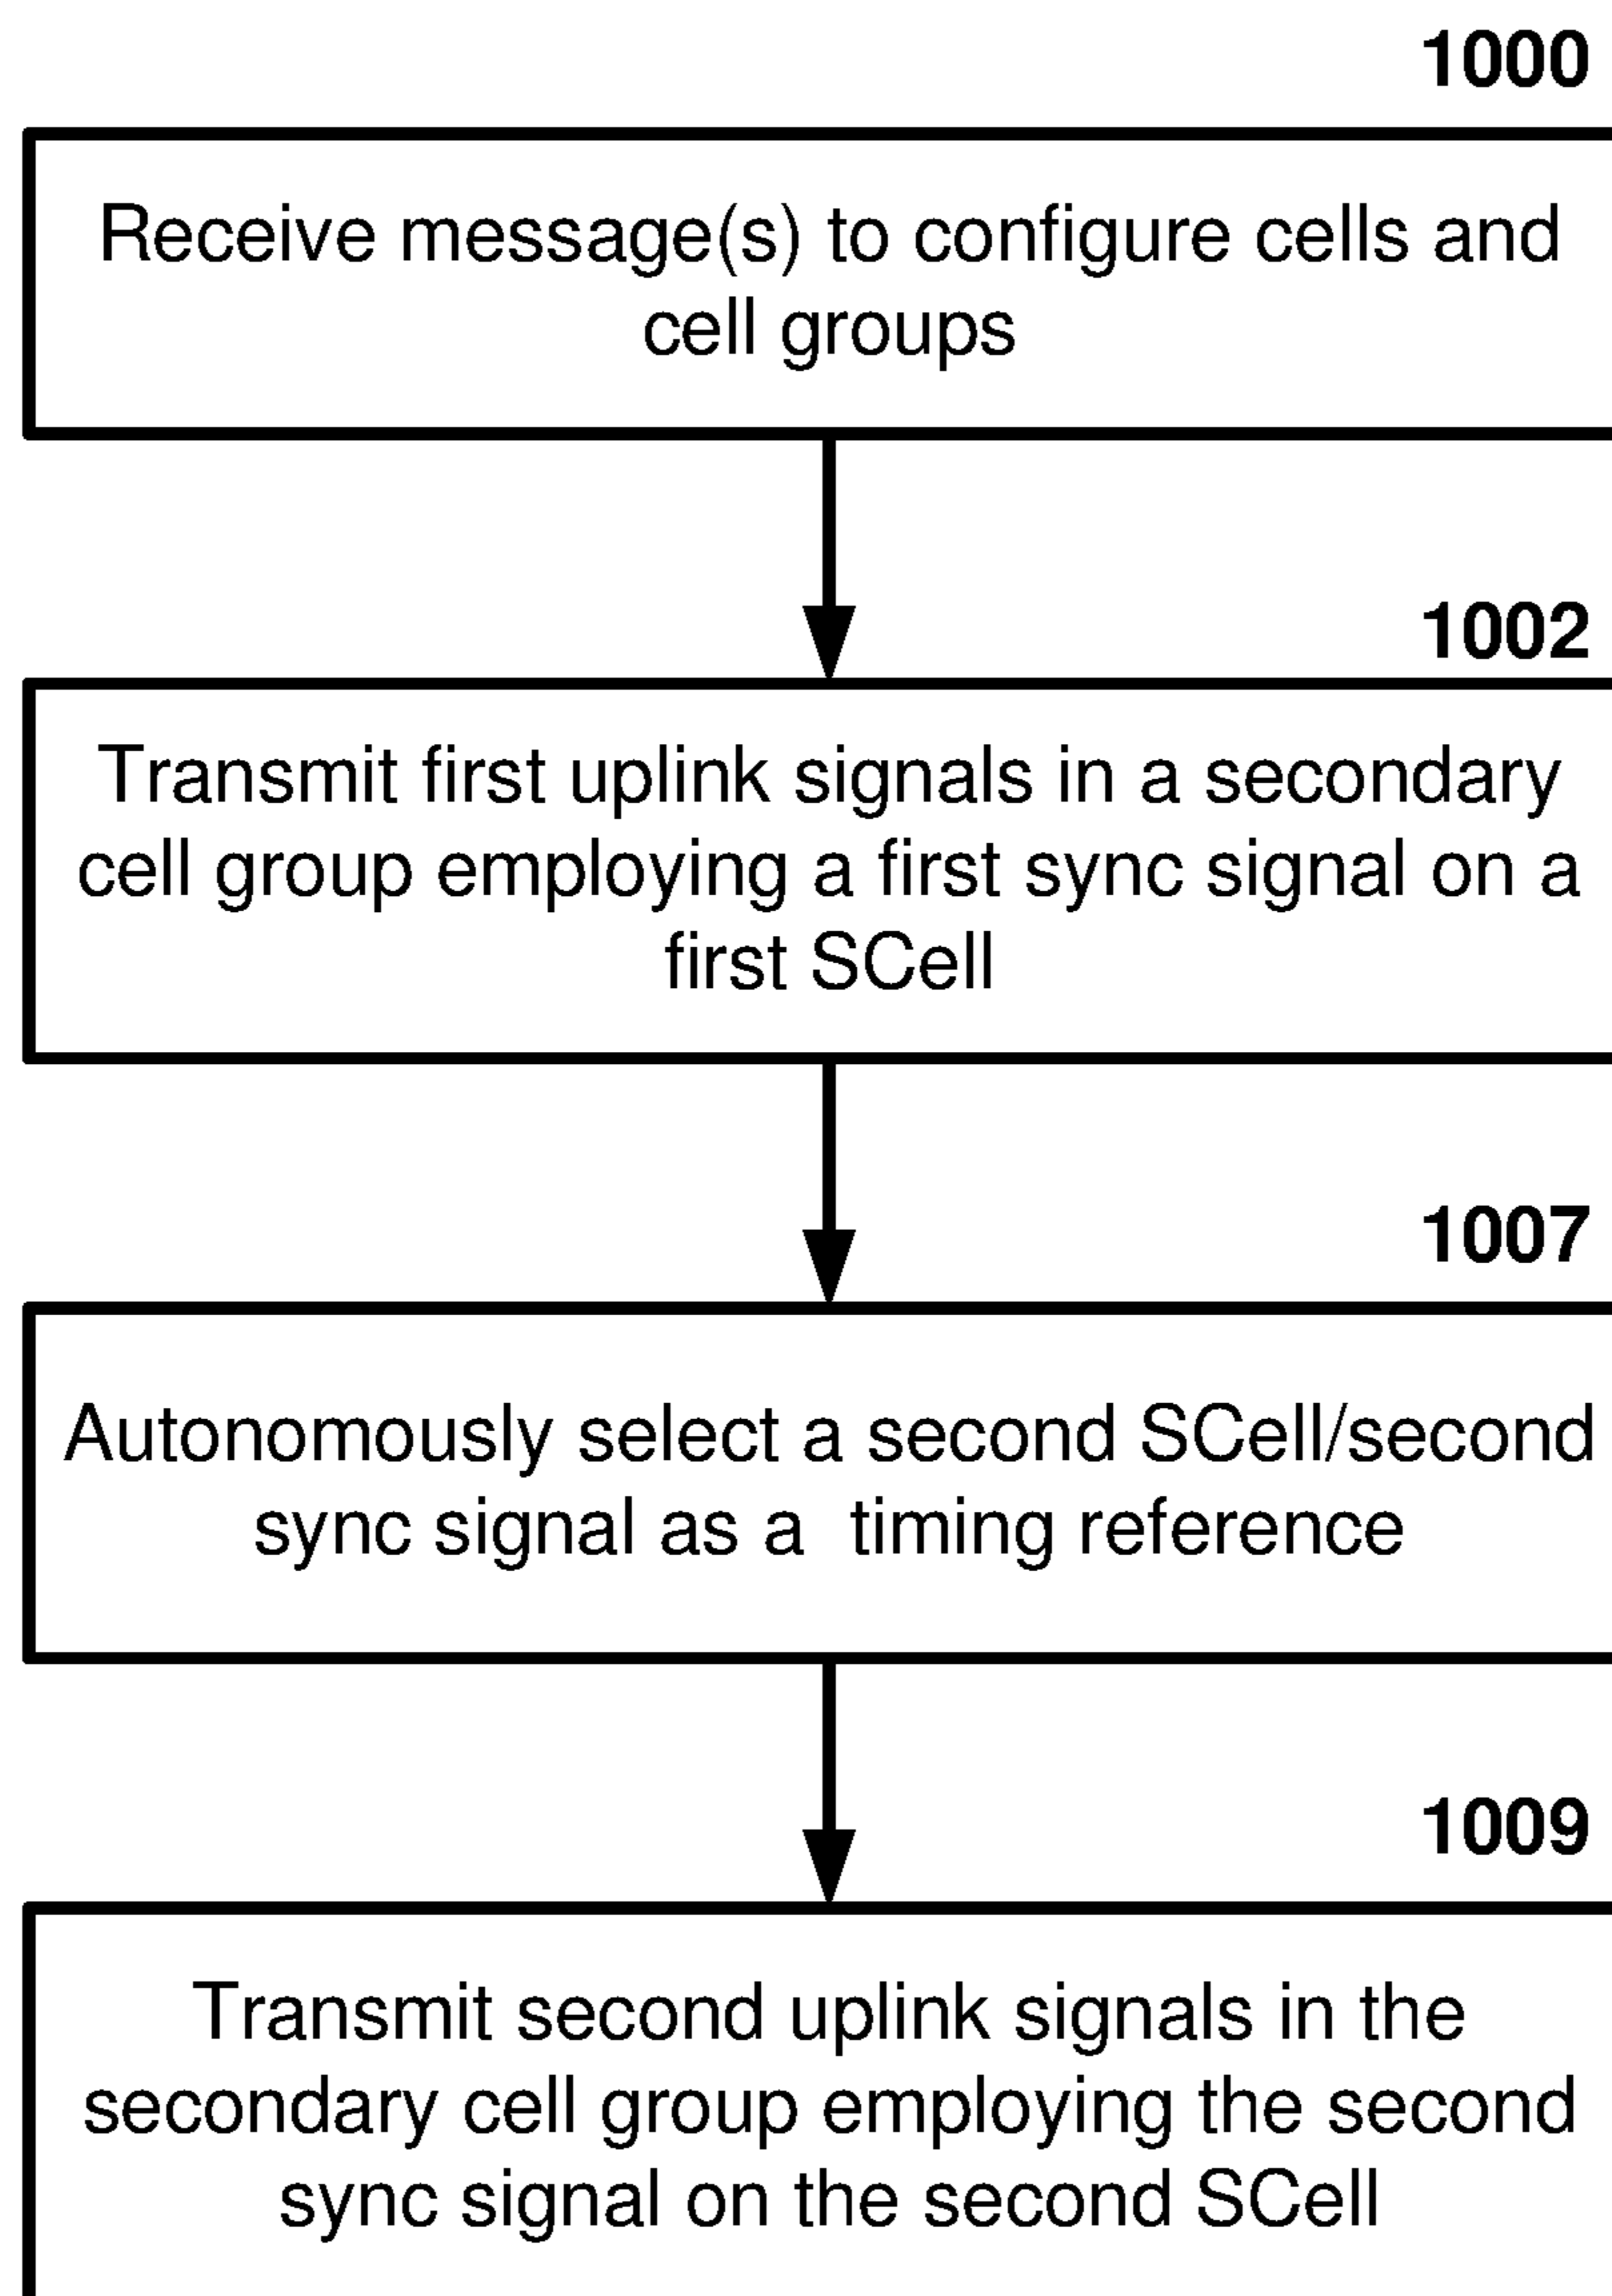 1000
Receive message(s) to configure cells and
cell groups
1002
Transmit first uplink signals in a secondary
cell group employing a first sync signal on a
first SCell
1007
Autonomously select a second SCell/second
sync signal as a timing reference
1009
Transmit second uplink signals in the
secondary cell group employing the second
sync signal on the second SCell